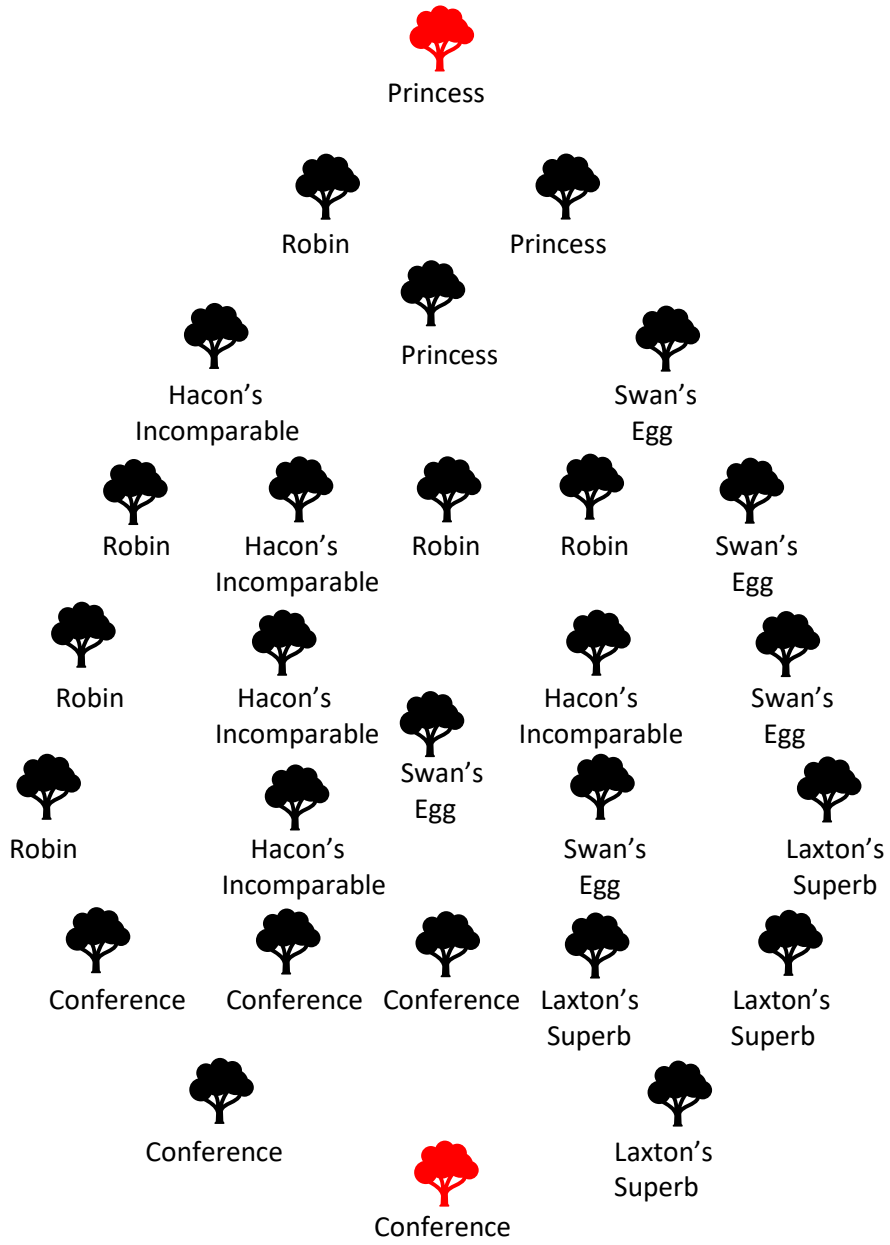 Princess
Robin
Princess
Princess
Hacon’s
Incomparable
Swan’s
Egg
Robin
Hacon’s
Incomparable
Robin
Robin
Swan’s
Egg
Robin
Hacon’s
Incomparable
Hacon’s
Incomparable
Swan’s
Egg
Swan’s
Egg
Robin
Hacon’s
Incomparable
Swan’s
Egg
Laxton’s
Superb
Conference
Conference
Conference
Laxton’s
Superb
Laxton’s
Superb
Conference
Laxton’s
Superb
Conference